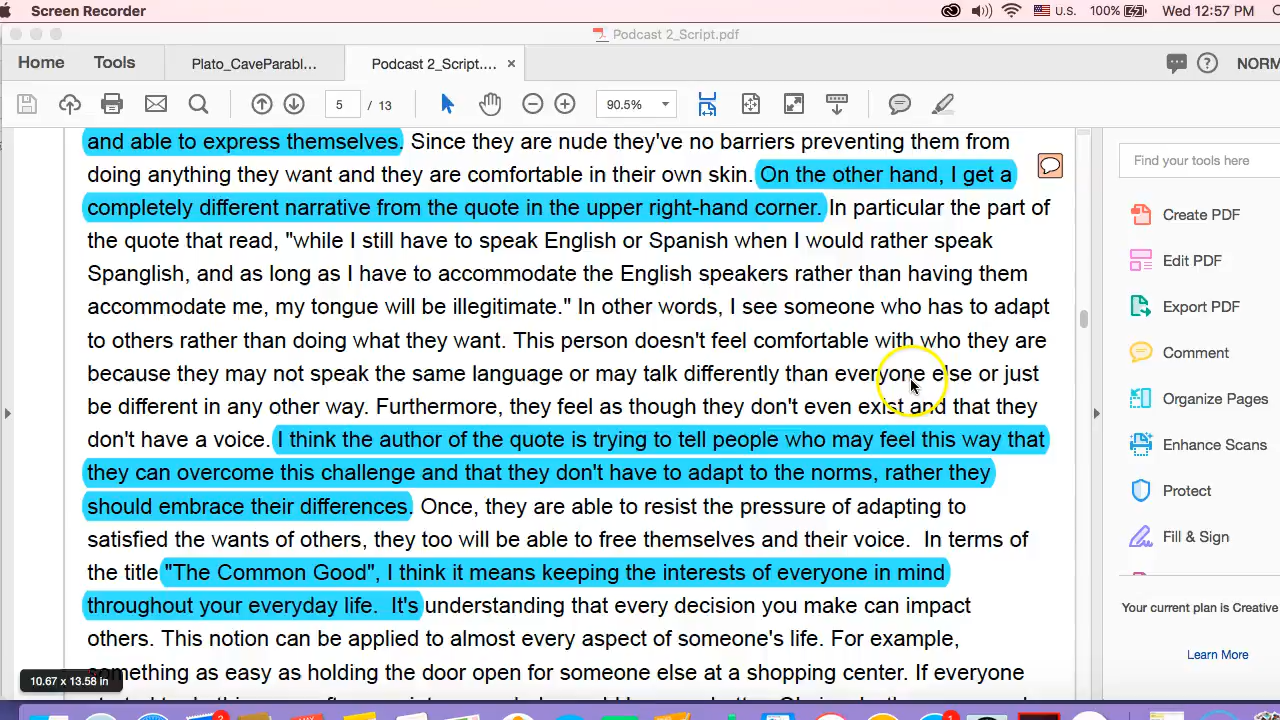 Screen Recorder
U.S. 100% Wed 12:57 PM
Podcast 2_Script.pdf
Home Tools Plato_CaveParabl... Podcast 2_Script.... × NORM
5 / 13 90.5%
and able to express themselves. Since they are nude they've no barriers preventing them from
doing anything they want and they are comfortable in their own skin. On the other hand, I get a
completely different narrative from the quote in the upper right-hand corner. In particular the part of
the quote that read, "while I still have to speak English or Spanish when I would rather speak
Spanglish, and as long as I have to accommodate the English speakers rather than having them
accommodate me, my tongue will be illegitimate." In other words, I see someone who has to adapt
to others rather than doing what they want. This person doesn't feel comfortable with who they are
because they may not speak the same language or may talk differently than everyone else or just
be different in any other way. Furthermore, they feel as though they don't even exist and that they
don't have a voice. I think the author of the quote is trying to tell people who may feel this way that
they can overcome this challenge and that they don't have to adapt to the norms, rather they
should embrace their differences. Once, they are able to resist the pressure of adapting to
satisfied the wants of others, they too will be able to free themselves and their voice. In terms of
the title "The Common Good", I think it means keeping the interests of everyone in mind
throughout your everyday life. It's understanding that every decision you make can impact
others. This notion can be applied to almost every aspect of someone's life. For example,
something as easy as holding the door open for someone else at a shopping center. If everyone
10.67 x 13.58 in
Find your tools here
Create PDF
Edit PDF
Export PDF
Comment
Organize Pages
Enhance Scans
Protect
Fill & Sign
Your current plan is Creative
Learn More